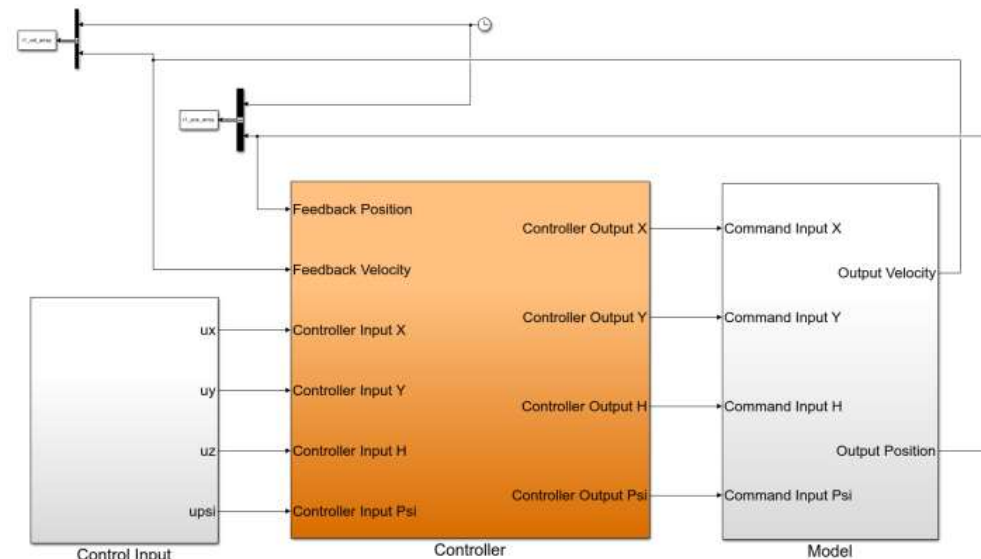 Feedback Position
Feedback Velocity
Controller Input X
Controller Input Y
Controller Input H
Controller Input Psi
Controller Output X
Controller Output Y
Controller Output H
Controller Output Psi
Controller
ux
uy
uz
upsi
Control Input
Command Input X
Command Input Y
Command Input H
Command Input Psi
Output Velocity
Output Position
Model